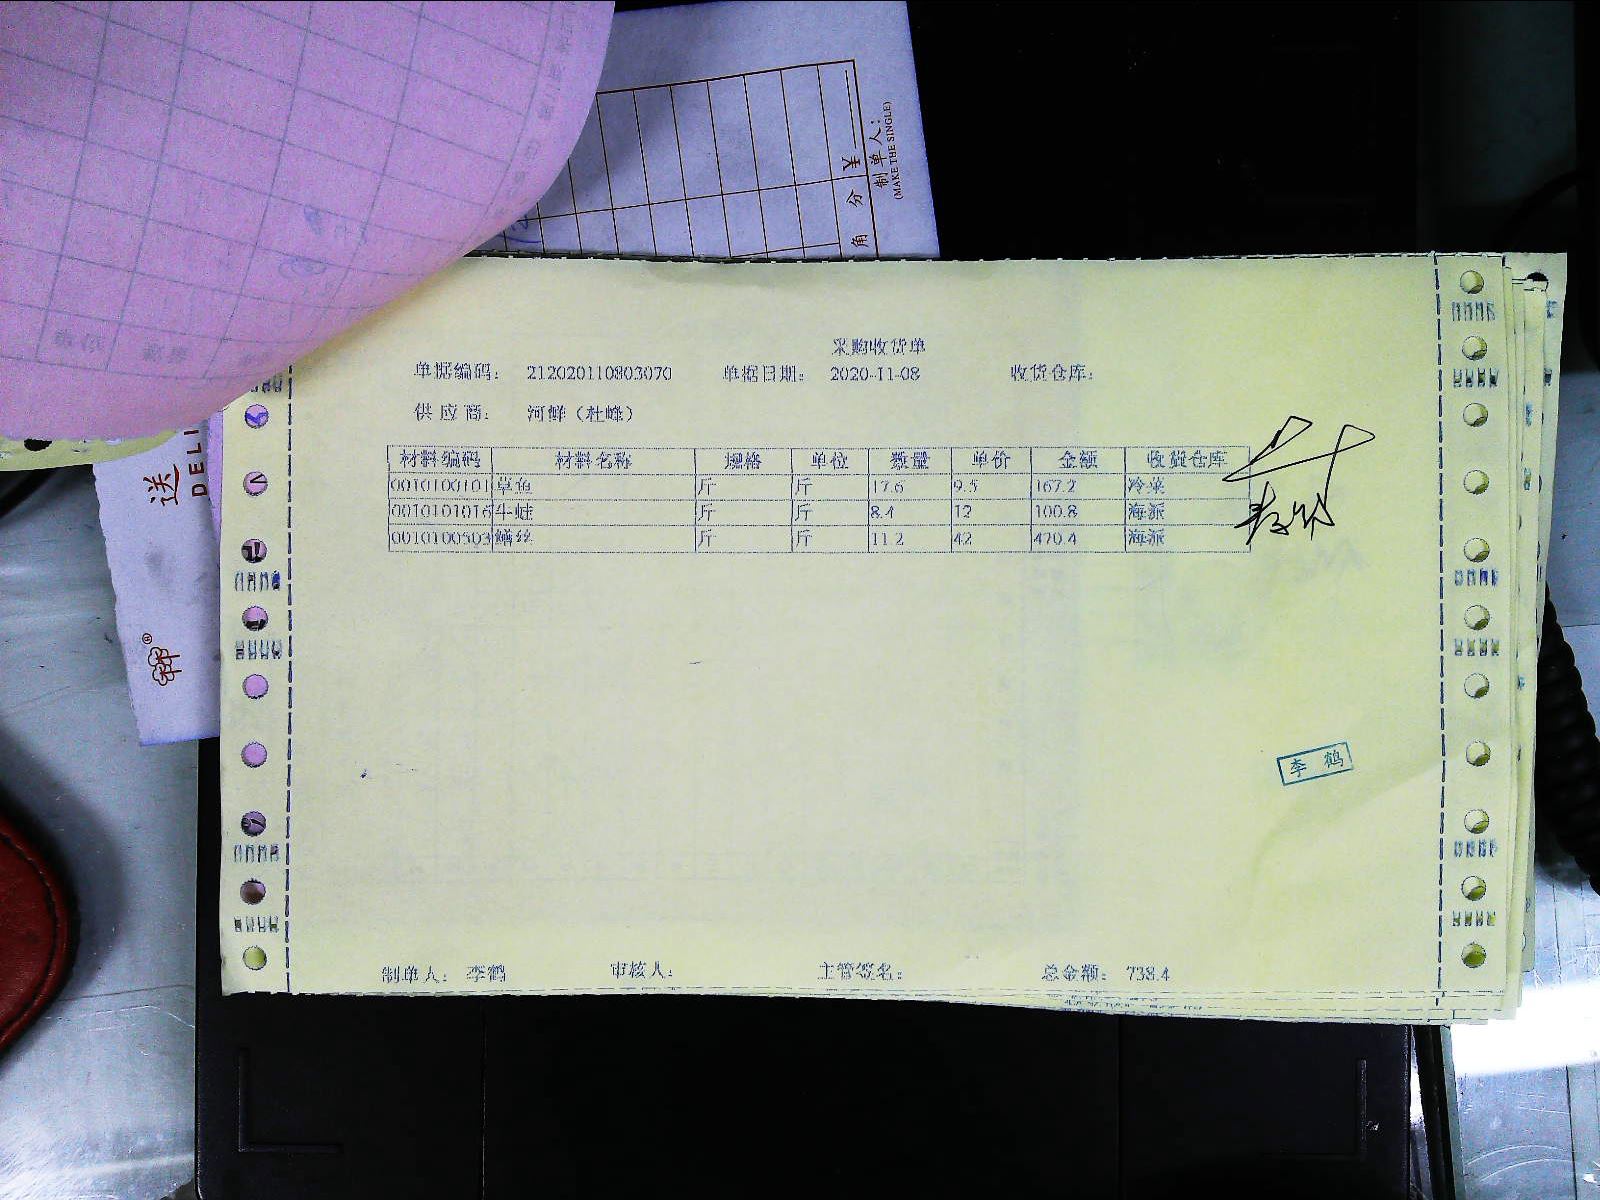 角 分 ¥
制单人:
(MAKE THE SINGLE)
采购收货单
单据编码: 212020110803070 单据日期: 2020-11-08 收货仓库:
供应商: 河鲜(杜峰)
材料编码 材料名称 规格 单位 数量 单价 金额 收货仓库
0010100101 草鱼 斤 斤 17.6 9.5 167.2 冷菜
0010101016 牛蛙 斤 斤 8.4 12 100.8 海派
0010100503 鳝丝 斤 斤 11.2 42 470.4 海派
送
DELI
李鹤
制单人: 李鹤 审核人: 主管签名: 总金额: 738.4